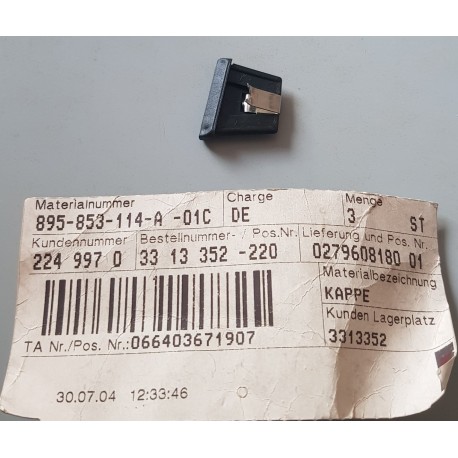 Materialnummer Charge Menge
895-853-114-A -01C DE 3 ST
Kundennummer Bestellnummer- / Pos.Nr. Lieferung und Pos. Nr.
224 997 0 33 13 352 -220 0279608180 01
Materialbezeichnung
KAPPE
Kunden Lagerplatz
TA Nr./Pos. Nr.:066403671907 3313352
30.07.04 12:33:46